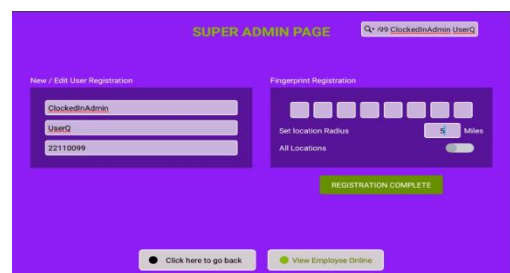 SUPER ADMIN PAGE
199 ClockedInAdmin UserQ
New / Edit User Registration
Fingerprint Registration
ClockedInAdmin
UserQ
22110099
Set location Radius 5 Miles
All Locations
REGISTRATION COMPLETE
Click here to go back
View Employee Online